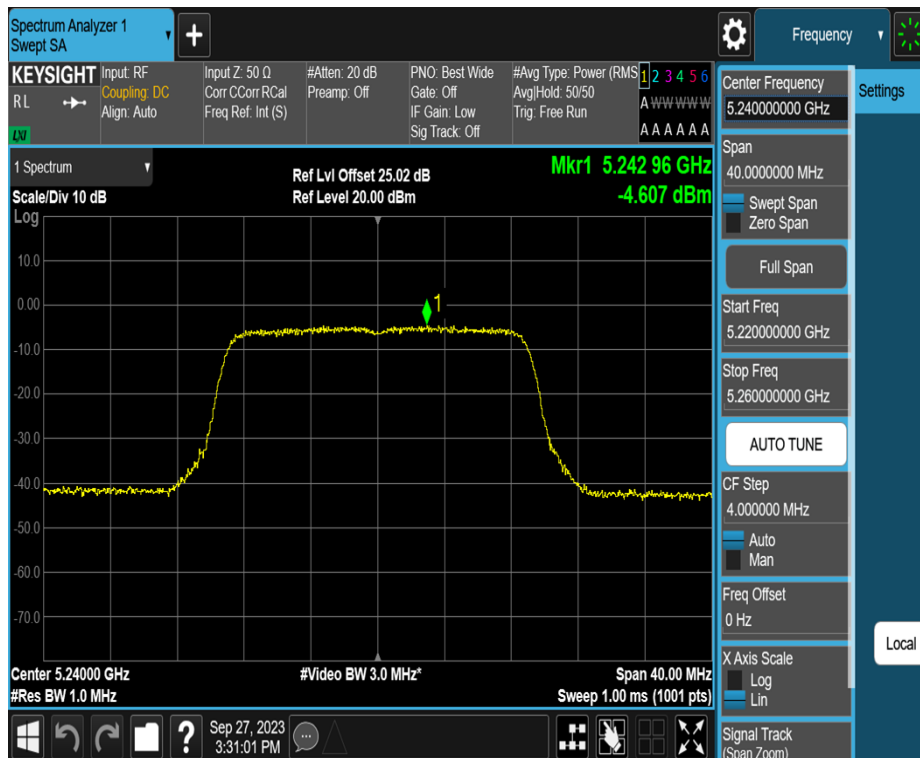 Spectrum Analyzer 1
Swept SA
+
Frequency
KEYSIGHT
R L
LXI
Input: RF
Coupling: DC
Align: Auto
Input Z: 50 Ω
Corr CCorr RCal
Freq Ref: Int (S)
#Atten: 20 dB
Preamp: Off
PNO: Best Wide
Gate: Off
IF Gain: Low
Sig Track: Off
#Avg Type: Power (RMS
Avg|Hold: 50/50
Trig: Free Run
1 2 3 4 5 6
A W W W W W
A A A A A A
1 Spectrum
Scale/Div 10 dB
Log
Ref Lvl Offset 25.02 dB
Ref Level 20.00 dBm
Mkr1 5.242 96 GHz
-4.607 dBm
10.0
0.00
-10.0
-20.0
-30.0
-40.0
-50.0
-60.0
-70.0
1
Center 5.24000 GHz
#Res BW 1.0 MHz
#Video BW 3.0 MHz*
Span 40.00 MHz
Sweep 1.00 ms (1001 pts)
Center Frequency
5.240000000 GHz
Span
40.0000000 MHz
Swept Span
Zero Span
Full Span
Start Freq
5.220000000 GHz
Stop Freq
5.260000000 GHz
AUTO TUNE
CF Step
4.000000 MHz
Auto
Man
Freq Offset
0 Hz
X Axis Scale
Log
Lin
Signal Track
(Span Zoom)
Settings
Local
?
Sep 27, 2023
3:31:01 PM